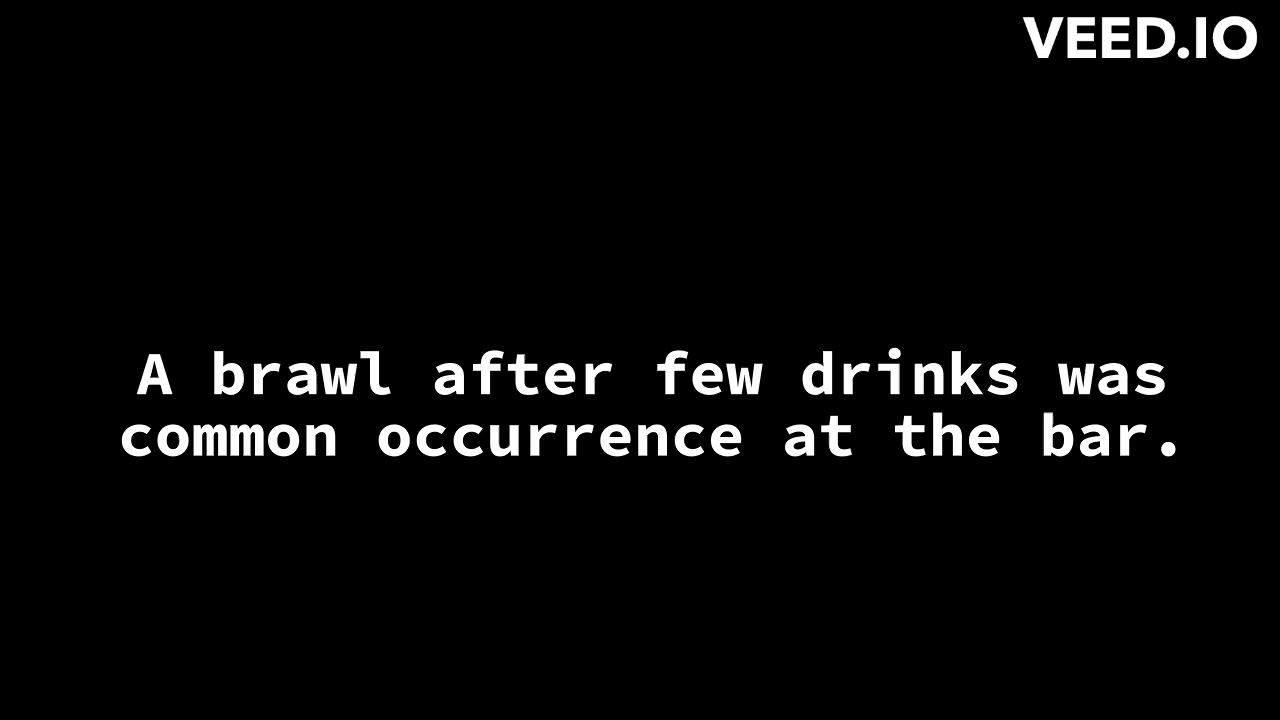 VEED.IO
A brawl after few drinks was
common occurrence at the bar.